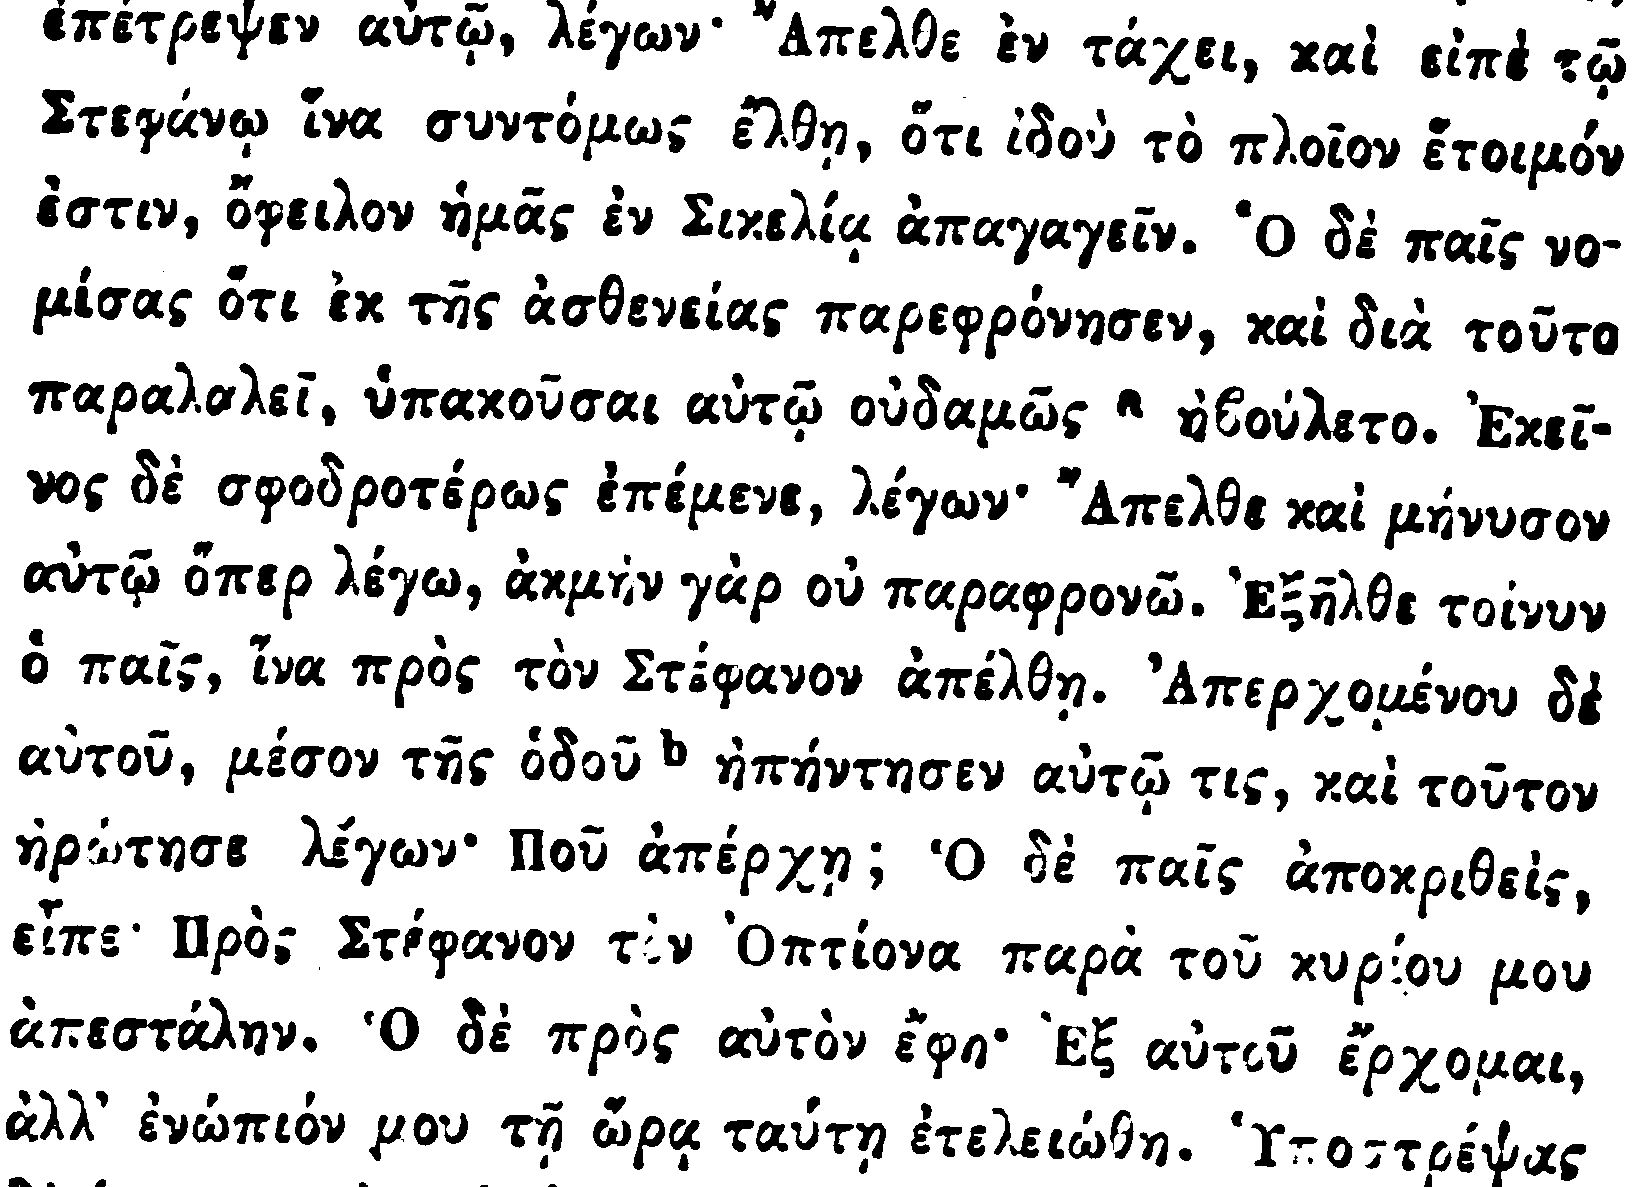 ἐπέτρεψεν αὐτῷ, λέγων· Ἄπελθε ἐν τάχει, καὶ εἰπὲ τῷ
Στεφάνῳ ἵνα συντόμως ἔλθῃ, ὅτι ἰδοὺ τὸ πλοῖον ἕτοιμόν
ἐστιν, ὄφειλον ἡμᾶς ἐν Σικελίᾳ ἀπαγαγεῖν. Ὁ δὲ παῖς νο-
μίσας ὅτι ἐκ τῆς ἀσθενείας παρεφρόνησεν, καὶ διὰ τοῦτο
παραλαλεῖ, ὑπακοῦσαι αὐτῷ οὐδαμῶς a ἠβούλετο. Ἐκεῖ-
νος δὲ σφοδροτέρως ἐπέμενε, λέγων· Ἄπελθε καὶ μήνυσον
αὐτῷ ὅπερ λέγω, ἀκμὴν γὰρ οὐ παραφρονῶ. Ἐξῆλθε τοίνυν
ὁ παῖς, ἵνα πρὸς τὸν Στέφανον ἀπέλθῃ. Ἀπερχομένου δὲ
αὐτοῦ, μέσον τῆς ὁδοῦ b ἠπήντησεν αὐτῷ τις, καὶ τοῦτον
ἠρώτησε λέγων· Ποῦ ἀπέρχῃ; Ὁ δὲ παῖς ἀποκριθεὶς,
εἶπε· Πρὸς Στέφανον τὸν Ὀπτίονα παρὰ τοῦ κυρίου μου
ἀπεστάλην. Ὁ δὲ πρὸς αὐτὸν ἔφη· Ἐξ αὐτοῦ ἔρχομαι,
ἀλλ' ἐνώπιόν μου τῇ ὥρᾳ ταύτῃ ἐτελειώθη. Ὑποστρέψας